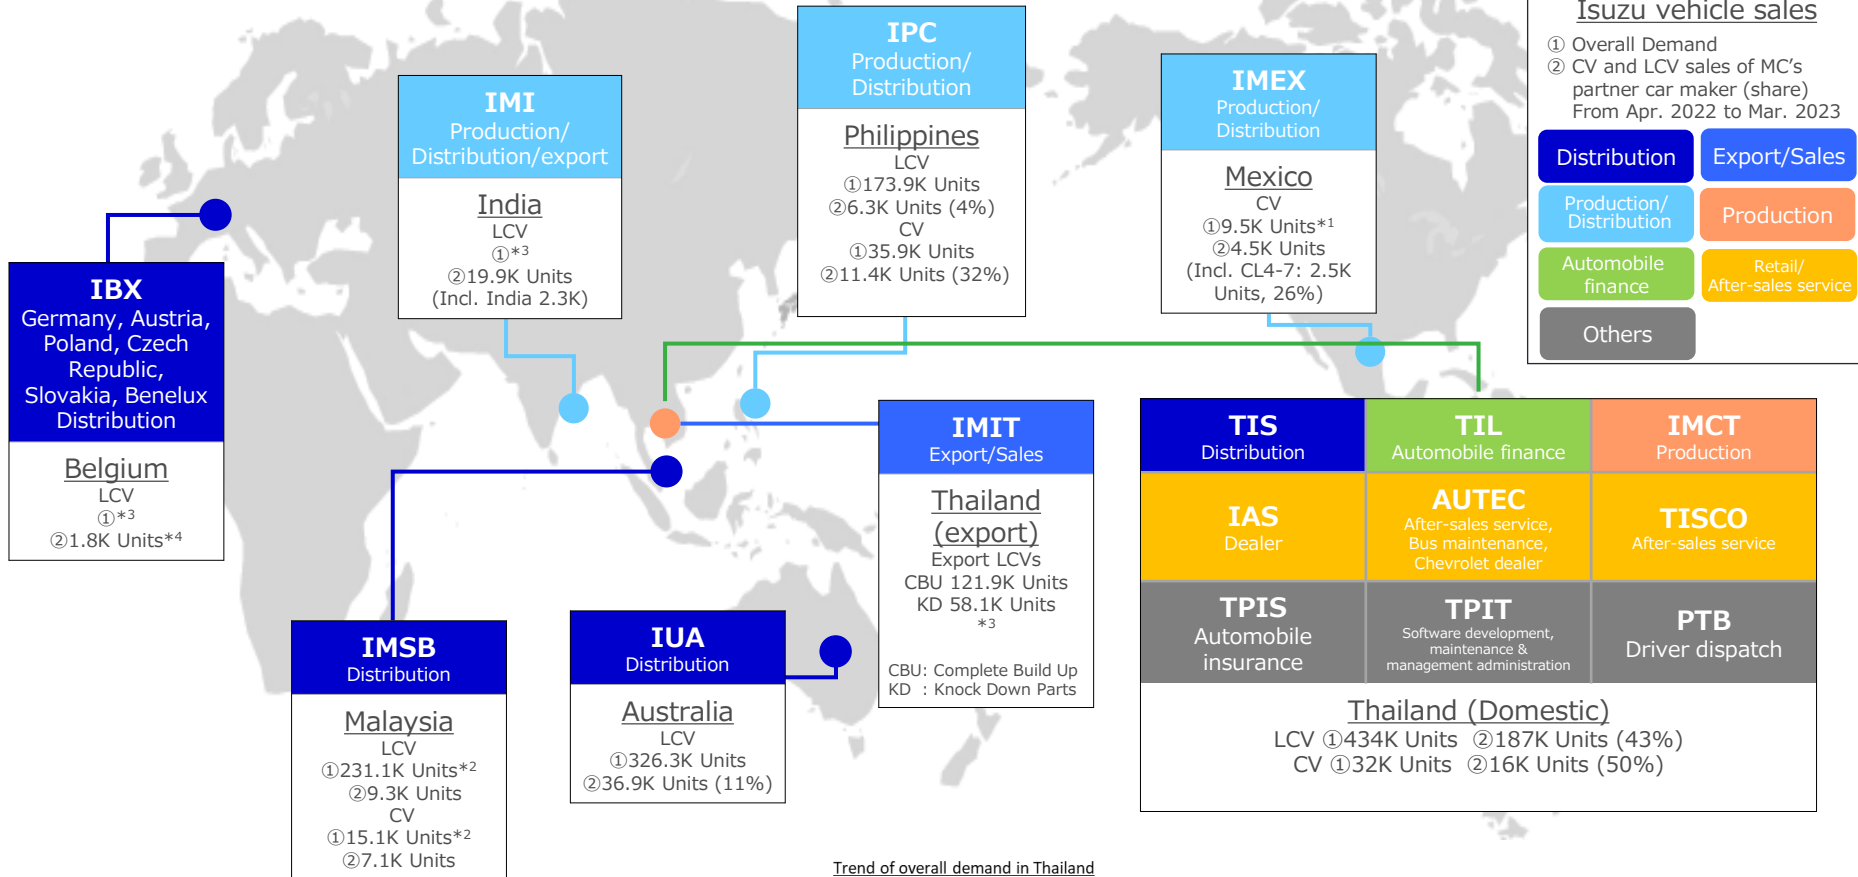 Isuzu vehicle sales
① Overall Demand
② CV and LCV sales of MC's
partner car maker (share)
From Apr. 2022 to Mar. 2023
Distribution
Export/Sales
Production/
Distribution
Production
Automobile
finance
Retail/
After-sales service
Others
IPC
Production/
Distribution
Philippines
LCV
①173.9K Units
②6.3K Units (4%)
CV
①35.9K Units
②11.4K Units (32%)
IMEX
Production/
Distribution
Mexico
CV
①9.5K Units*1
②4.5K Units
(Incl. CL4-7: 2.5K
Units, 26%)
IMI
Production/
Distribution/export
India
LCV
①*3
②19.9K Units
(Incl. India 2.3K)
IBX
Germany, Austria,
Poland, Czech
Republic,
Slovakia, Benelux
Distribution
Belgium
LCV
①*3
②1.8K Units*4
IMIT
Export/Sales
Thailand
(export)
Export LCVs
CBU 121.9K Units
KD 58.1K Units
*3
CBU: Complete Build Up
KD : Knock Down Parts
TIS
Distribution
TIL
Automobile finance
IMCT
Production
IAS
Dealer
AUTEC
After-sales service,
Bus maintenance,
Chevrolet dealer
TISCO
After-sales service
TPIS
Automobile
insurance
TPIT
Software development,
maintenance &
management administration
PTB
Driver dispatch
Thailand (Domestic)
LCV ①434K Units ②187K Units (43%)
CV ①32K Units ②16K Units (50%)
IMSB
Distribution
Malaysia
LCV
①231.1K Units*2
②9.3K Units
CV
①15.1K Units*2
②7.1K Units
IUA
Distribution
Australia
LCV
①326.3K Units
②36.9K Units (11%)
Trend of overall demand in Thailand